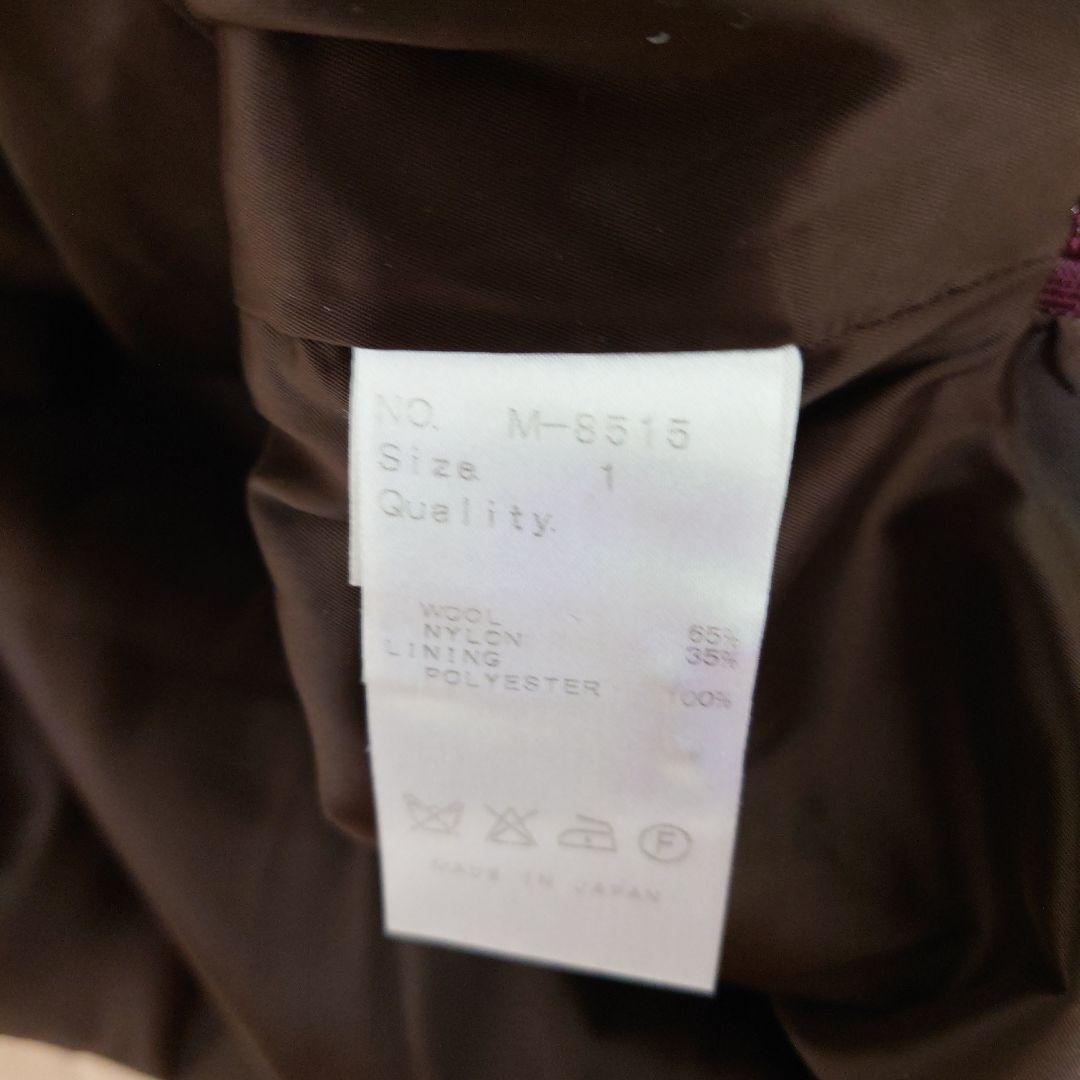 NO. M-8515
Size 1
Quality.
WOOL 65%
NYLON 35%
LINING
POLYESTER 100%
F
MADE IN JAPAN